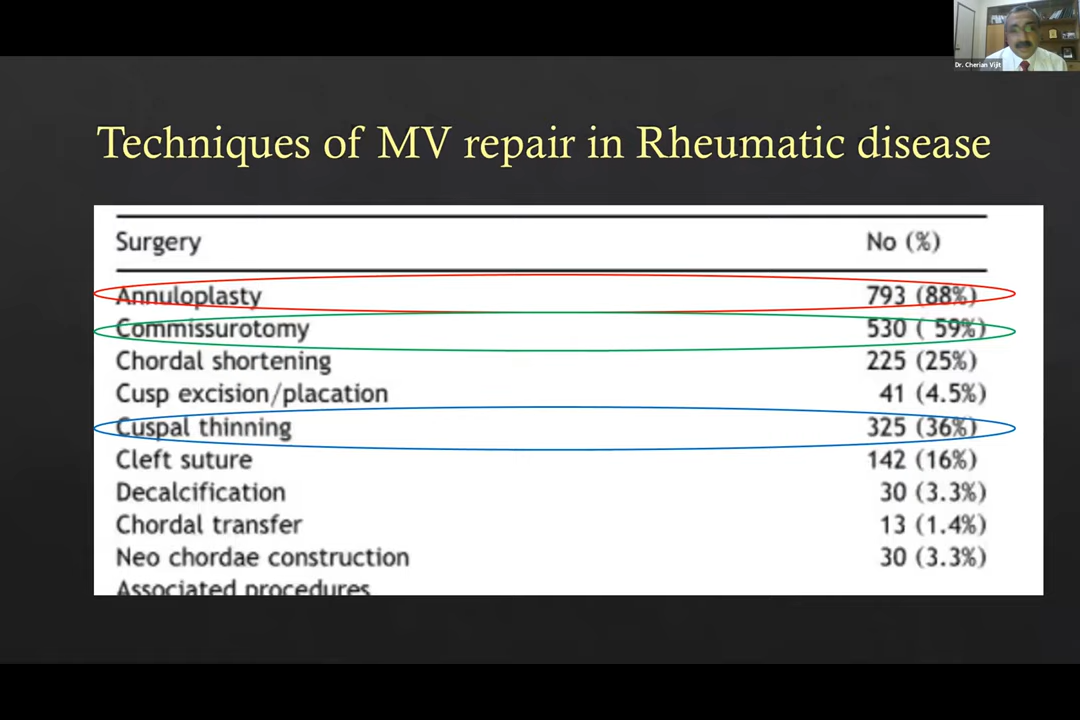 Dr. Cherian Vijit
Techniques of MV repair in Rheumatic disease
Surgery No (%)
Annuloplasty 793 (88%)
Commissurotomy 530 ( 59%)
Chordal shortening 225 (25%)
Cusp excision/placation 41 (4.5%)
Cuspal thinning 325 (36%)
Cleft suture 142 (16%)
Decalcification 30 (3.3%)
Chordal transfer 13 (1.4%)
Neo chordae construction 30 (3.3%)
Associated procedures